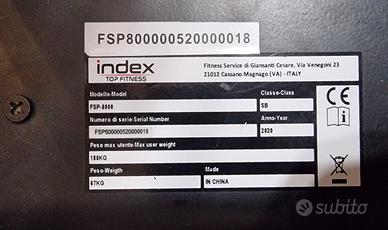 FSP800000520000018
index
TOP FITNESS
Fitness Service di Giansanti Cesare, Via Venegoni 23
21012 Cassano Magnago (VA) - ITALY
Modello-Model
Classe-Class
FSP-8000
SB
Numero di serie-Serial Number
Anno-Year
FSP800000520000018
2020
Peso max utente-Max user weight
180KG
Peso-Weigth
Made
87KG
IN CHINA
CE
subito